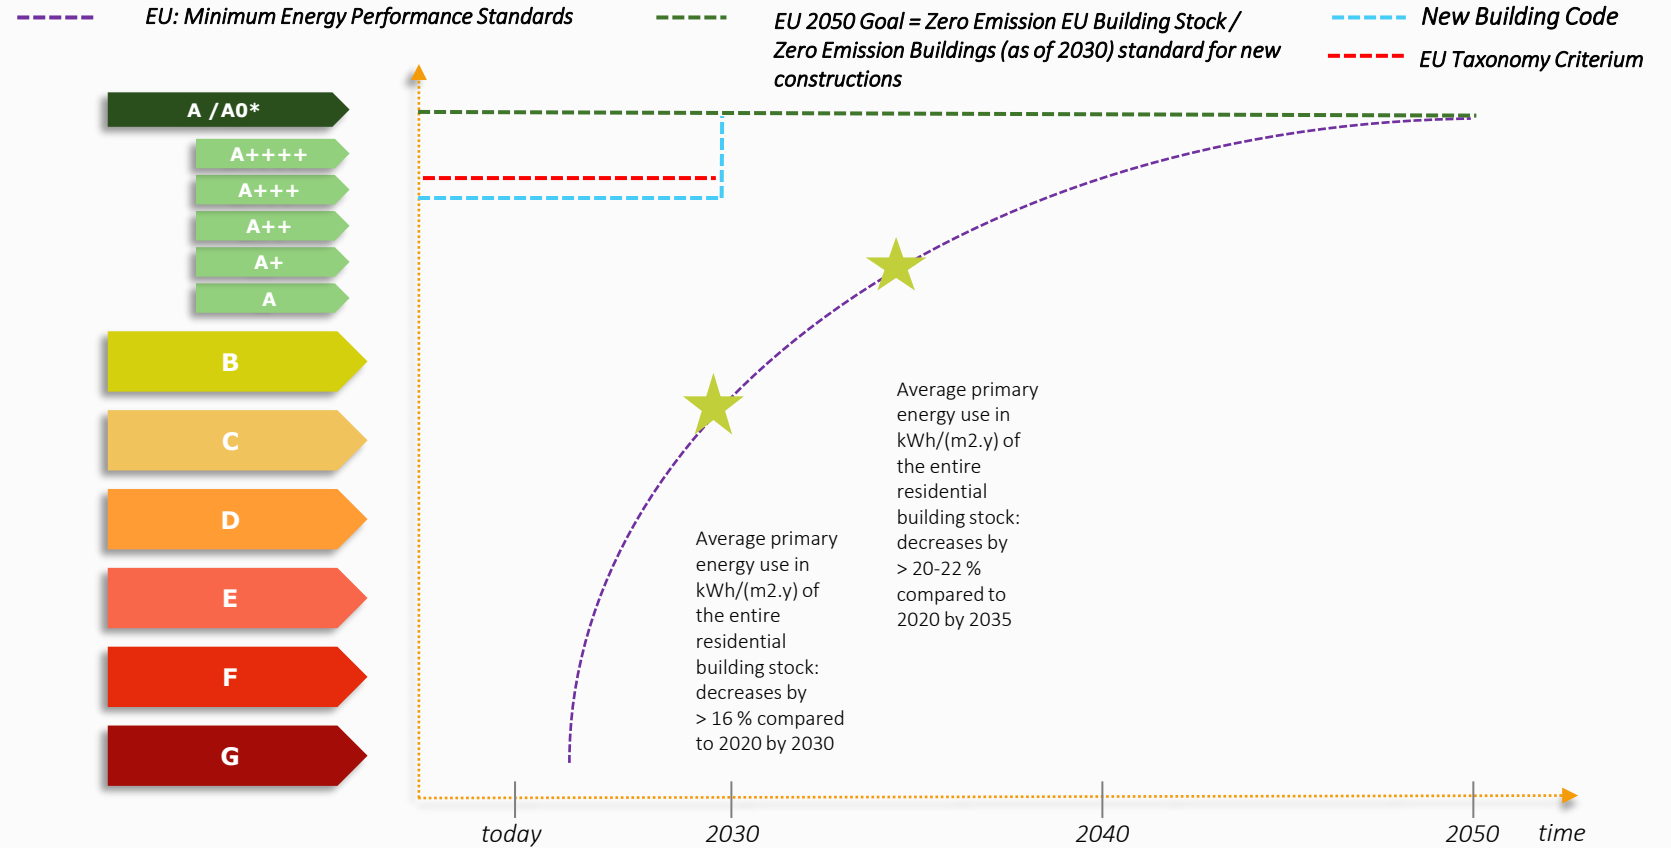 EU: Minimum Energy Performance Standards
EU 2050 Goal = Zero Emission EU Building Stock /
Zero Emission Buildings (as of 2030) standard for new
constructions
New Building Code
EU Taxonomy Criterium
A /A0*
A++++
A+++
A++
A+
A
B
C
D
E
F
G
Average primary
energy use in
kWh/(m2.y) of
the entire
residential
building stock:
decreases by
> 16 % compared
to 2020 by 2030
Average primary
energy use in
kWh/(m2.y) of
the entire
residential
building stock:
decreases by
> 20-22 %
compared to
2020 by 2035
today
2030
2040
2050
time